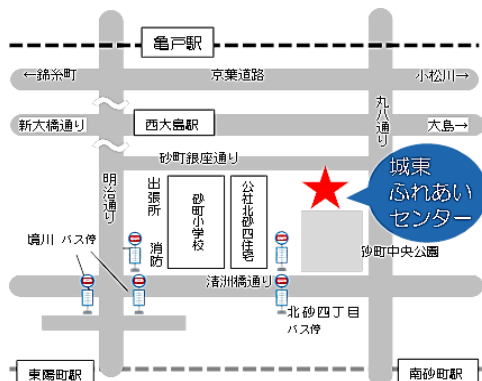 亀戸駅
←錦糸町
京葉道路
小松川→
新大橋通り
西大島駅
丸八通り
大島→
砂町銀座通り
明治通り
出張所
消防
砂町小学校
公社北砂四住宅
城東
ふれあい
センター
砂町中央公園
境川 バス停
清洲橋通り
北砂四丁目
バス停
東陽町駅
南砂町駅